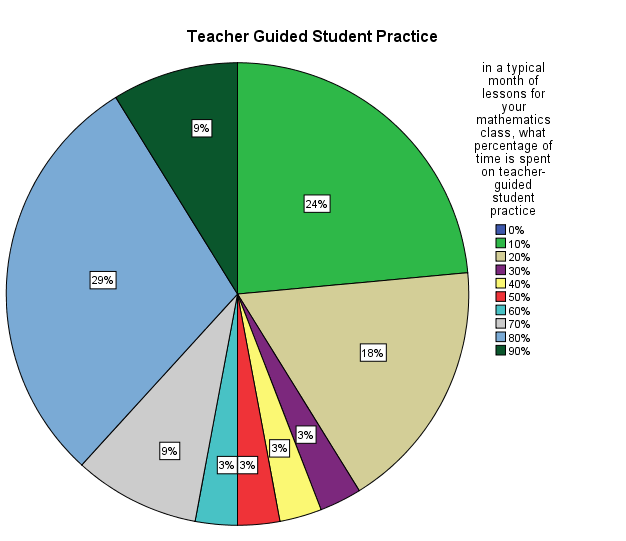 Teacher Guided Student Practice
in a typical
month of
lessons for
your
mathematics
class, what
percentage of
time is spent
on teacher-
guided
student
practice
0%
10%
20%
30%
40%
50%
60%
70%
80%
90%
9%
24%
29%
18%
3%
3%
9%
3%
3%